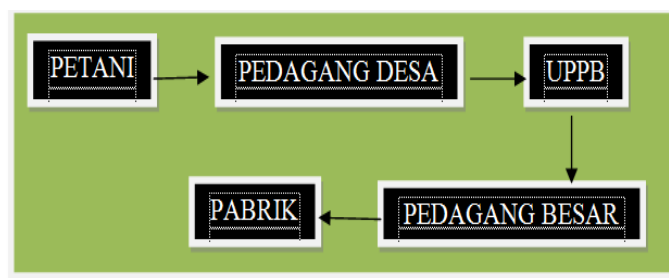 PETANI
PEDAGANG DESA
UPPB
PEDAGANG BESAR
PABRIK